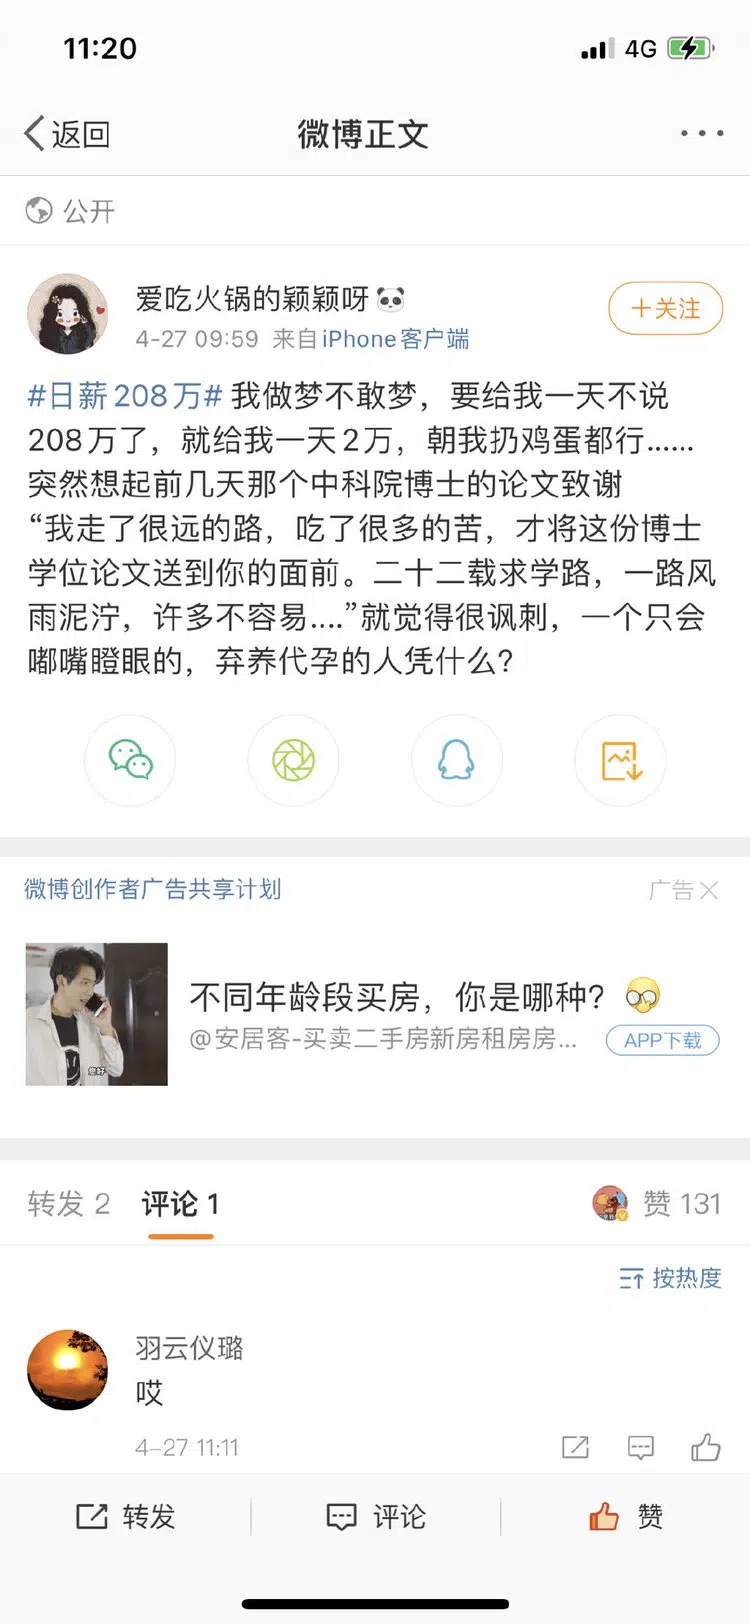 11:20
4G
返回
微博正文
公开
爱吃火锅的颖颖呀
4-27 09:59 来自iPhone客户端
+关注
#日薪208万# 我做梦不敢梦，要给我一天不说
208万了，就给我一天2万，朝我扔鸡蛋都行......
突然想起前几天那个中科院博士的论文致谢
“我走了很远的路，吃了很多的苦，才将这份博士
学位论文送到你的面前。二十二载求学路，一路风
雨泥泞，许多不容易....”就觉得很讽刺，一个只会
嘟嘴瞪眼的，弃养代孕的人凭什么？
微博创作者广告共享计划
广告
不同年龄段买房，你是哪种？
@安居客-买卖二手房新房租房房...
APP下载
您好
转发 2
评论 1
赞 131
按热度
羽云仪璐
哎
4-27 11:11
转发
评论
赞